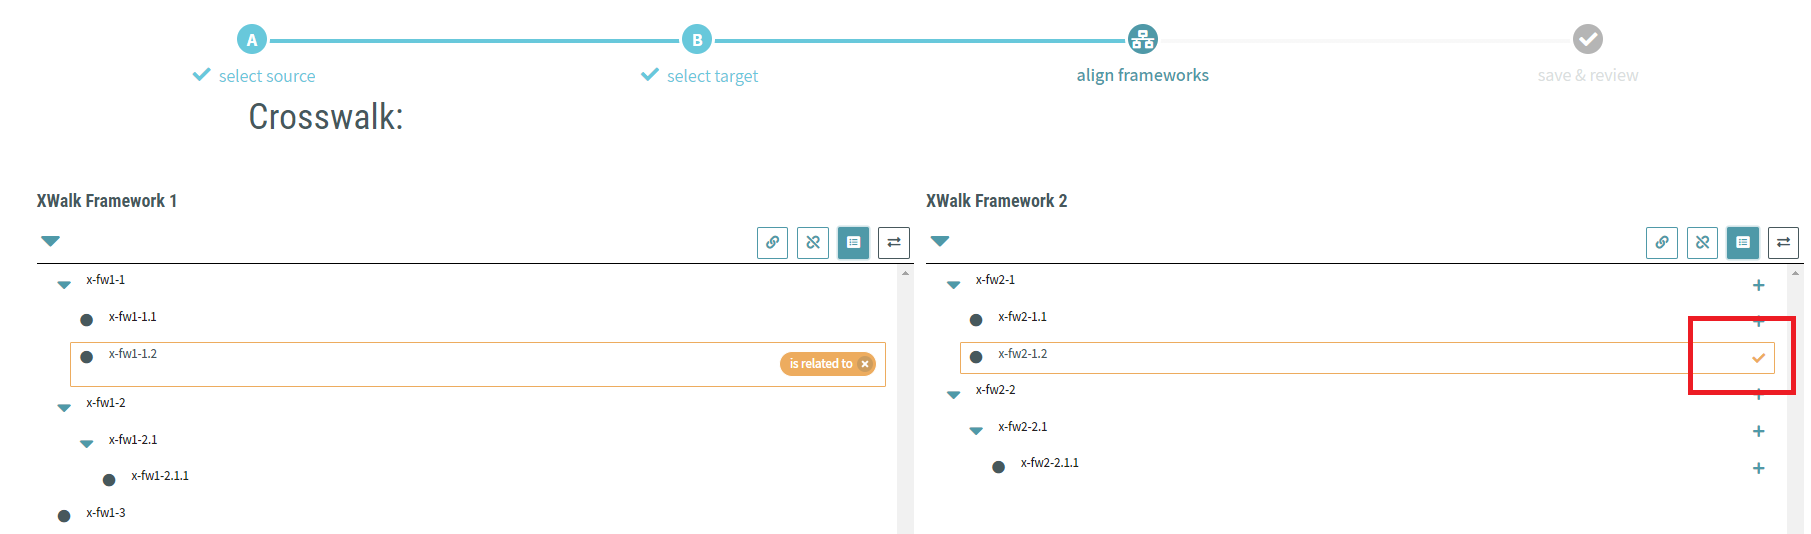 A
B
select source
select target
align frameworks
save & review
Crosswalk:
XWalk Framework 1
x-fw1-1
x-fw1-1.1
x-fw1-1.2
is related to
x-fw1-2
x-fw1-2.1
x-fw1-2.1.1
x-fw1-3
XWalk Framework 2
x-fw2-1
x-fw2-1.1
x-fw2-1.2
x-fw2-2
x-fw2-2.1
x-fw2-2.1.1